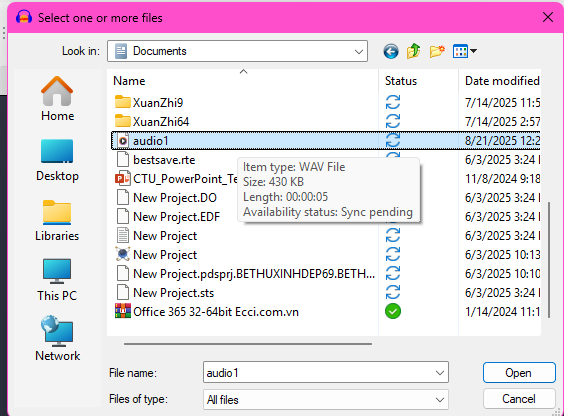 Select one or more files
Look in: Documents
Name Status Date modified
Home
Desktop
Libraries
This PC
Network
XuanZhi9 7/14/2025 11:5
XuanZhi64 7/14/2025 2:57
audio1 8/21/2025 12:2
bestsave.rte 6/3/2025 3:24 P
CTU_PowerPoint_Te 11/8/2024 9:18
New Project.DO 6/3/2025 3:24 P
New Project.EDF 6/3/2025 3:24 P
New Project 6/3/2025 3:24 P
New Project 6/3/2025 10:13
New Project.pdsprj.BETHUXINHDEP69.BETH... 6/3/2025 10:10
New Project.sts 6/3/2025 3:24 P
Office 365 32-64bit Ecci.com.vn 1/14/2024 11:1
Item type: WAV File
Size: 430 KB
Length: 00:00:05
Availability status: Sync pending
File name: audio1 Open
Files of type: All files Cancel